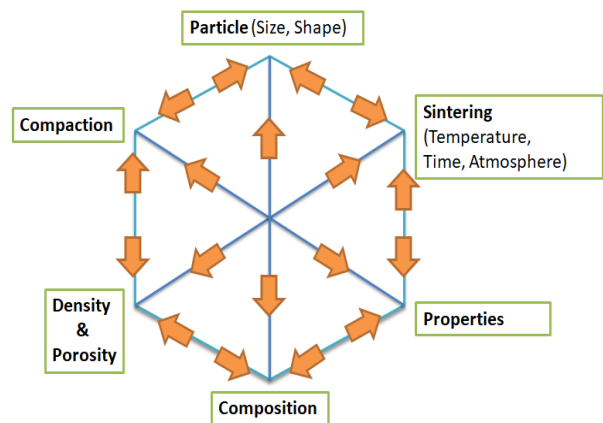 Particle (Size, Shape)
Compaction
Sintering
(Temperature,
Time, Atmosphere)
Density
&
Porosity
Properties
Composition